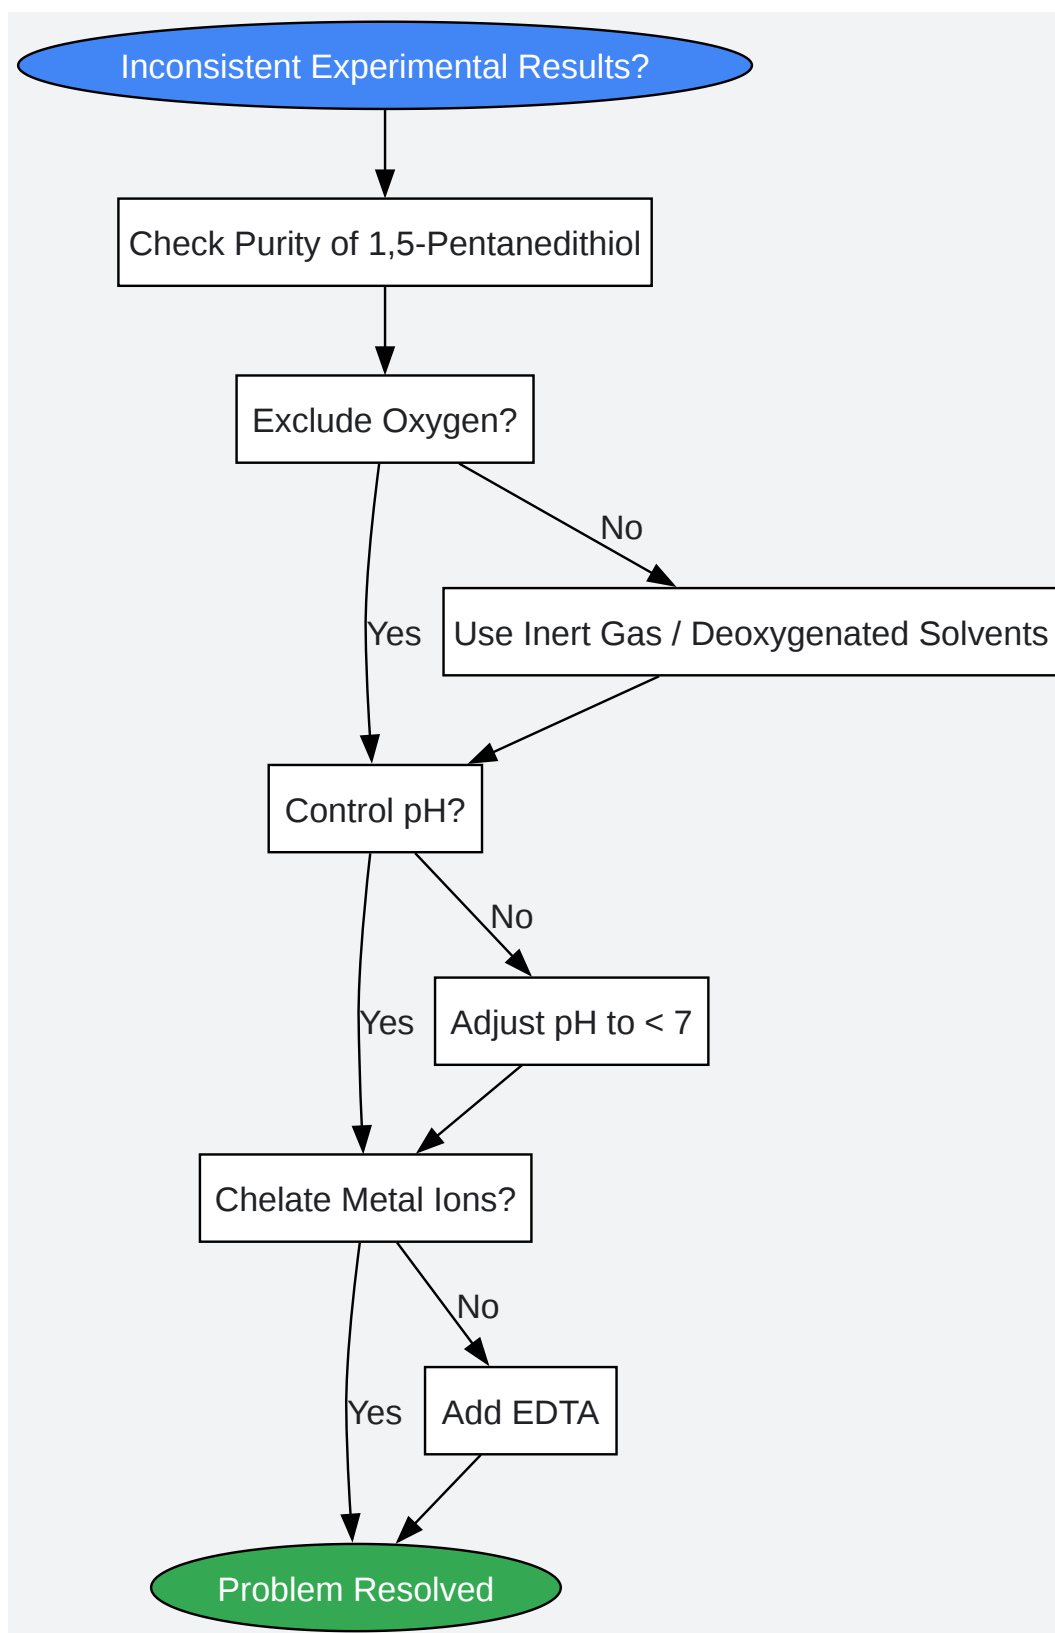 Inconsistent Experimental Results?
Check Purity of 1,5-Pentanedithiol
Exclude Oxygen?
No
Yes
Use Inert Gas / Deoxygenated Solvents
Control pH?
No
Yes
Adjust pH to < 7
Chelate Metal Ions?
No
Yes
Add EDTA
Problem Resolved